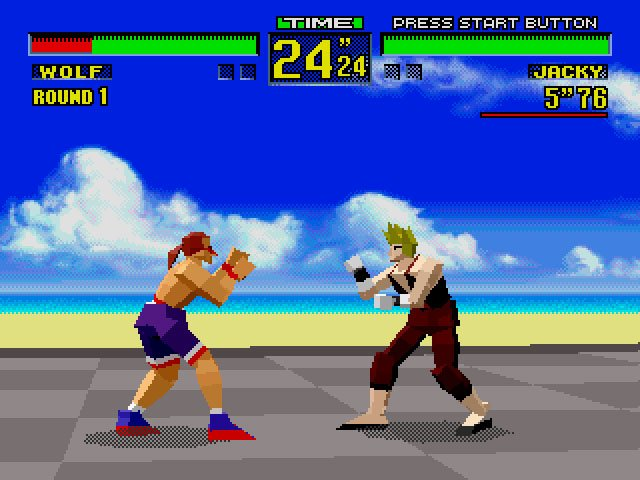 TIME
PRESS START BUTTON
24"24
WOLF
JACKY
ROUND 1
5"76